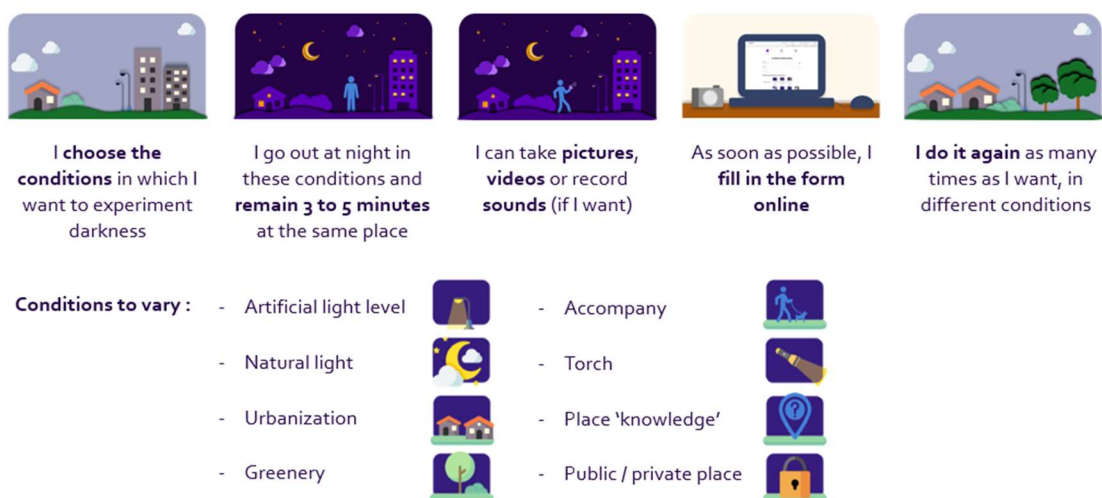 I choose the
conditions in which I
want to experiment
darkness
I go out at night in
these conditions and
remain 3 to 5 minutes
at the same place
I can take pictures,
videos or record
sounds (if I want)
As soon as possible, I
fill in the form
online
I do it again as many
times as I want, in
different conditions
Conditions to vary :
- Artificial light level
- Natural light
- Urbanization
- Greenery
- Accompany
- Torch
- Place ‘knowledge’
- Public / private place